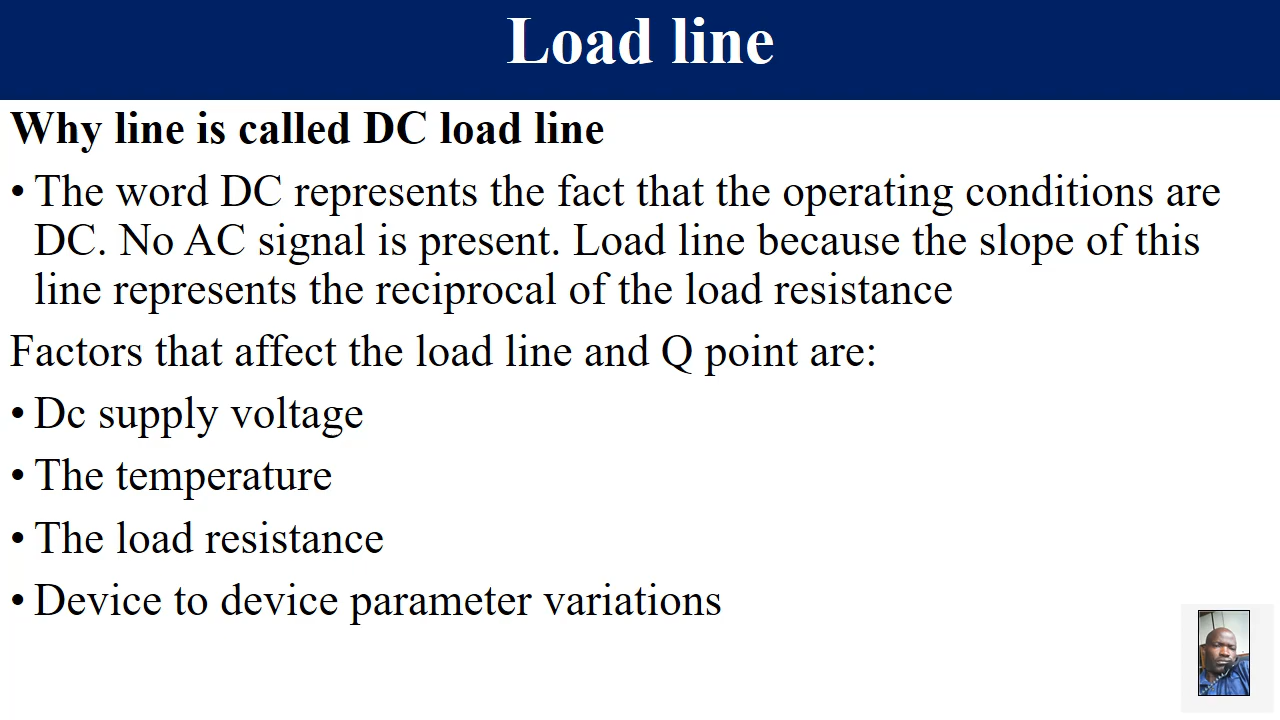 Load line
Why line is called DC load line
• The word DC represents the fact that the operating conditions are
DC. No AC signal is present. Load line because the slope of this
line represents the reciprocal of the load resistance
Factors that affect the load line and Q point are:
• Dc supply voltage
• The temperature
• The load resistance
• Device to device parameter variations